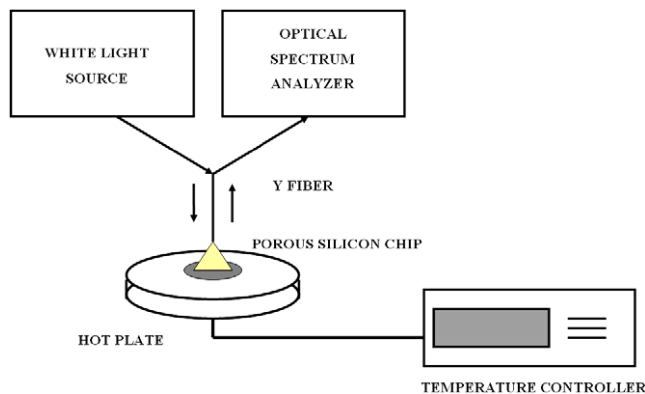 WHITE LIGHT
SOURCE
OPTICAL
SPECTRUM
ANALYZER
Y FIBER
POROUS SILICON CHIP
HOT PLATE
TEMPERATURE CONTROLLER